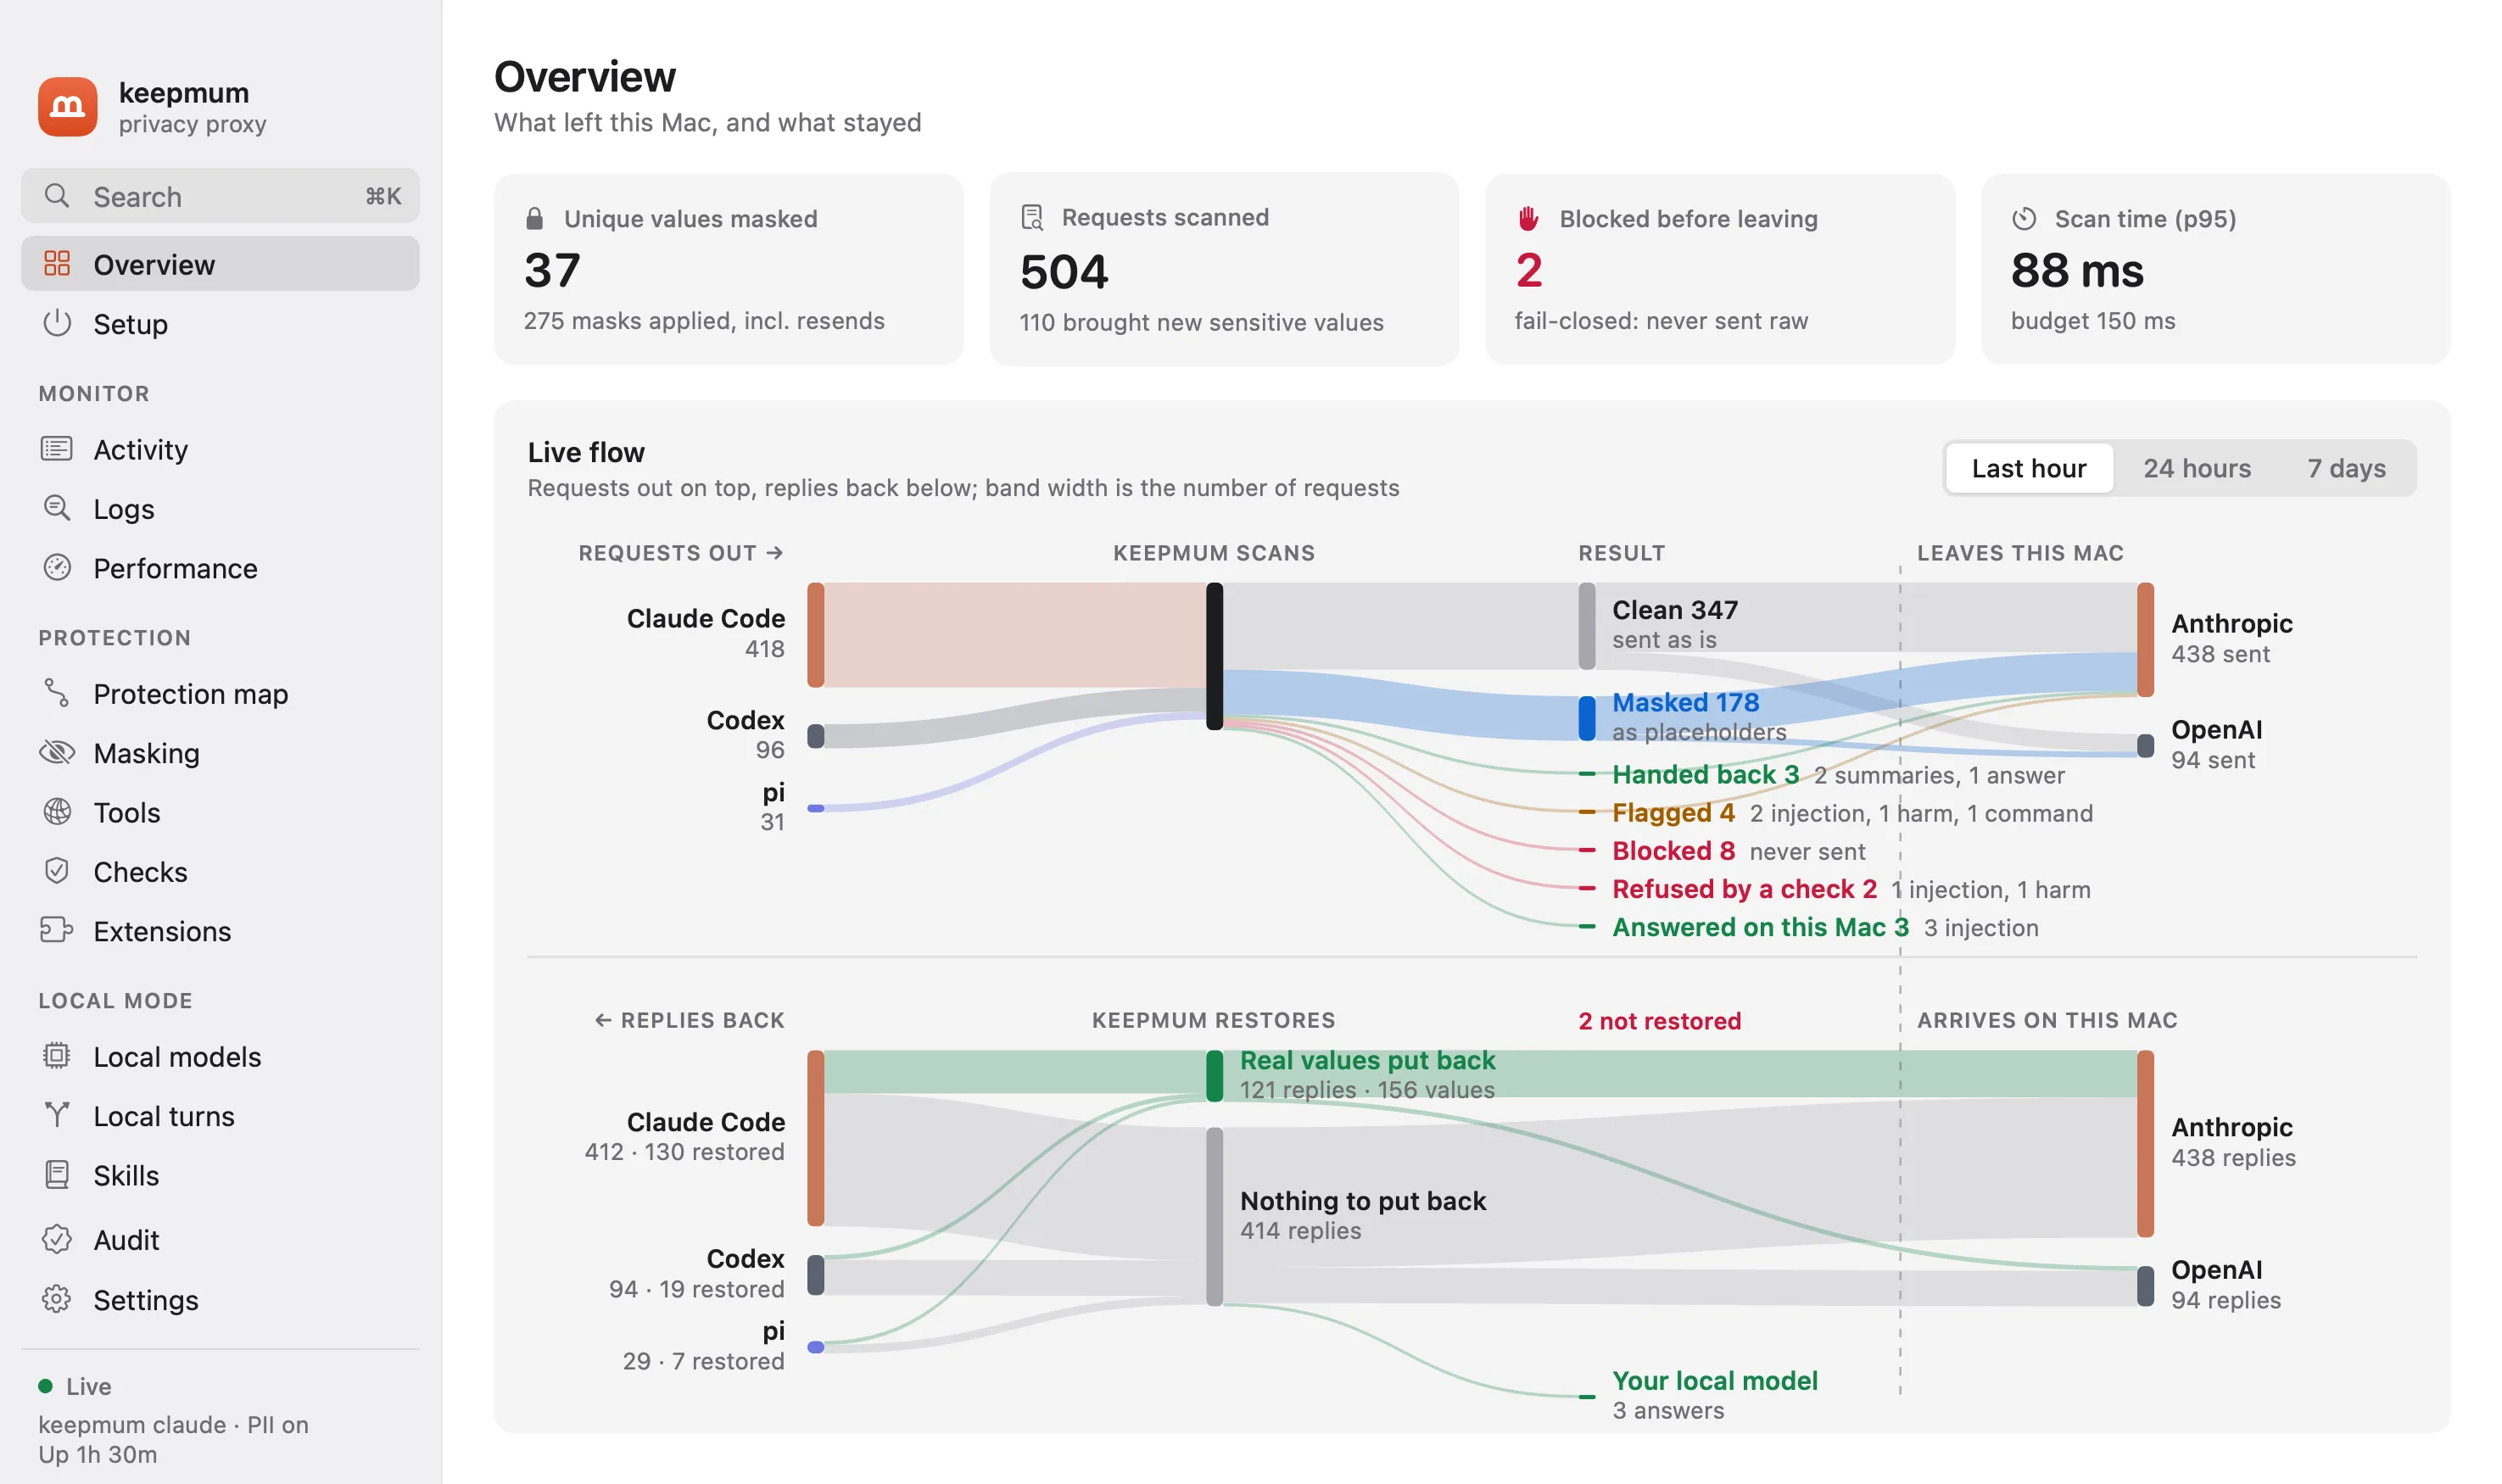 keepmum
privacy proxy
Search ⌘K
Overview
Setup
MONITOR
Activity
Logs
Performance
PROTECTION
Protection map
Masking
Tools
Checks
Extensions
LOCAL MODE
Local models
Local turns
Skills
Audit
Settings
Live
keepmum claude · PII on
Up 1h 30m
Overview
What left this Mac, and what stayed
Unique values masked
37
275 masks applied, incl. resends
Requests scanned
504
110 brought new sensitive values
Blocked before leaving
2
fail-closed: never sent raw
Scan time (p95)
88 ms
budget 150 ms
Live flow
Requests out on top, replies back below; band width is the number of requests
Last hour
24 hours
7 days
REQUESTS OUT →
KEEPMUM SCANS
RESULT
LEAVES THIS MAC
Claude Code
418
Codex
96
pi
31
Clean 347
sent as is
Masked 178
as placeholders
Handed back 3 2 summaries, 1 answer
Flagged 4 2 injection, 1 harm, 1 command
Blocked 8 never sent
Refused by a check 2 1 injection, 1 harm
Answered on this Mac 3 3 injection
Anthropic
438 sent
OpenAI
94 sent
← REPLIES BACK
KEEPMUM RESTORES
2 not restored
ARRIVES ON THIS MAC
Claude Code
412 · 130 restored
Codex
94 · 19 restored
pi
29 · 7 restored
Real values put back
121 replies · 156 values
Nothing to put back
414 replies
Your local model
3 answers
Anthropic
438 replies
OpenAI
94 replies